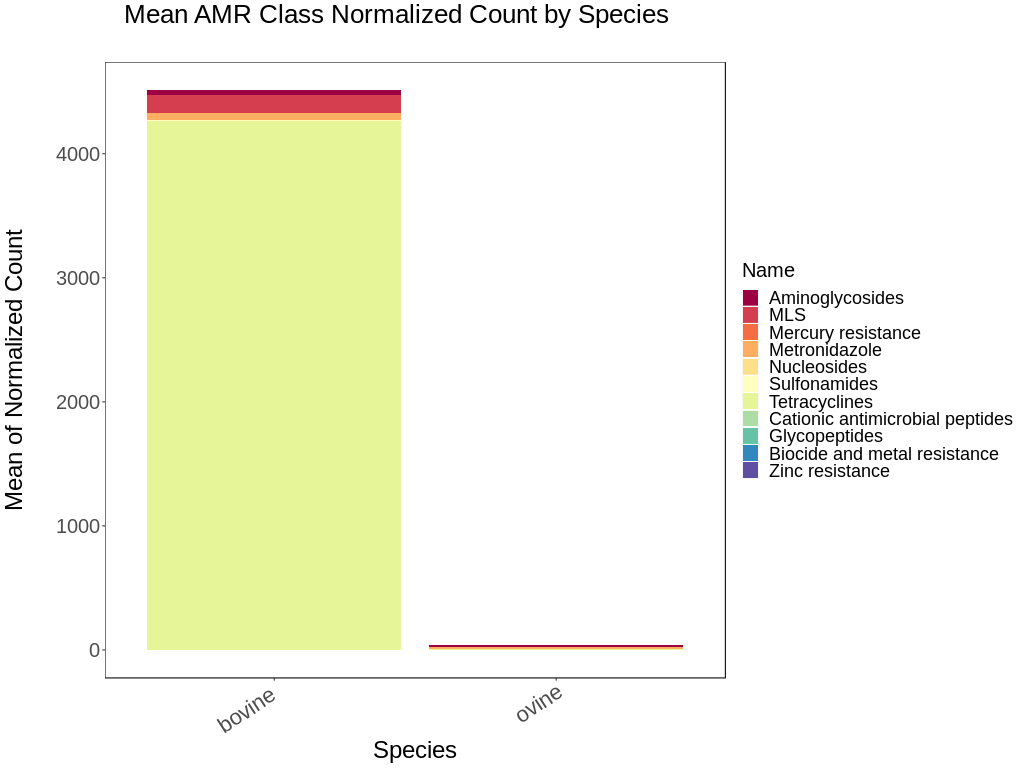 Mean AMR Class Normalized Count by Species
Mean of Normalized Count
4000
3000
2000
1000
0
bovine
ovine
Species
Name
Aminoglycosides
MLS
Mercury resistance
Metronidazole
Nucleosides
Sulfonamides
Tetracyclines
Cationic antimicrobial peptides
Glycopeptides
Biocide and metal resistance
Zinc resistance